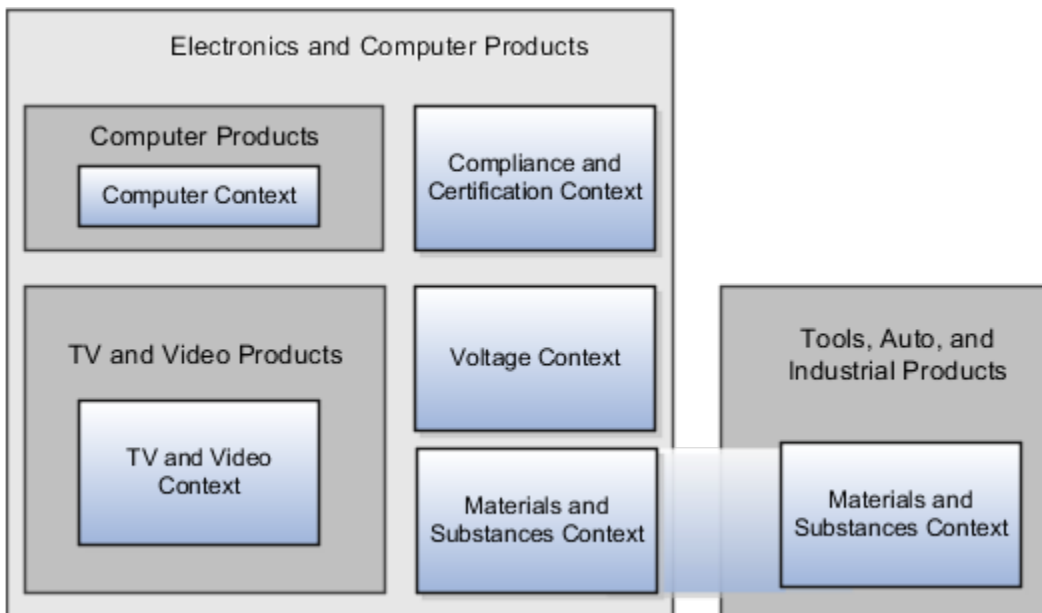 Electronics and Computer Products
Computer Products
Computer Context
Compliance and
Certification Context
TV and Video Products
TV and Video
Context
Voltage Context
Materials and
Substances Context
Tools, Auto, and
Industrial Products
Materials and
Substances Context